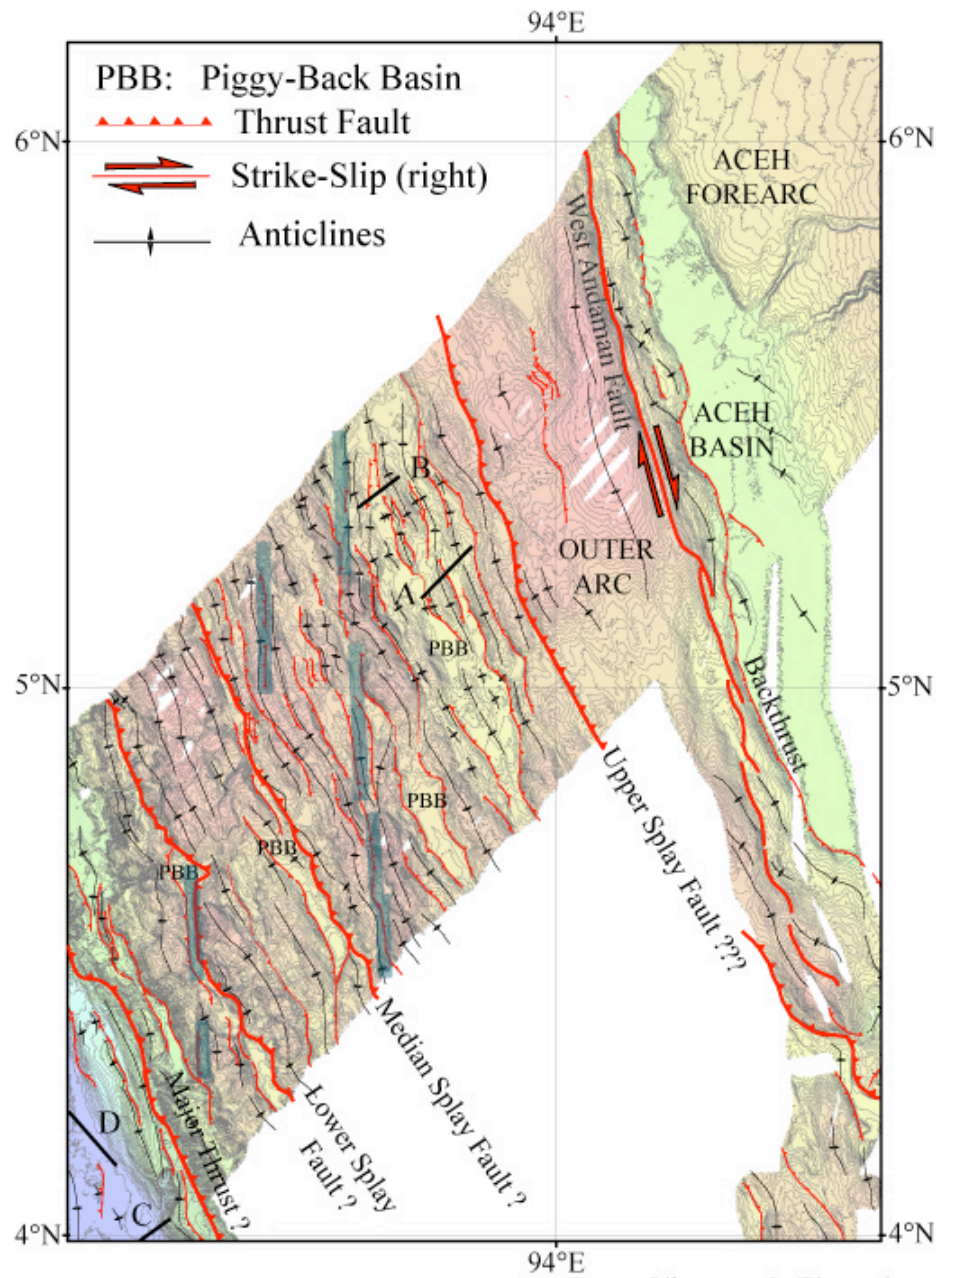 94°E
PBB: Piggy-Back Basin
Thrust Fault
Strike-Slip (right)
Anticlines
6°N
6°N
ACEH
FOREARC
West Andaman Fault
ACEH
BASIN
B
OUTER
ARC
A
PBB
5°N
5°N
Backthrust
PBB
Upper Splay Fault ???
PBB
PBB
Median Splay Fault ?
Lower Splay
Fault ?
Major Thrust ?
D
C
4°N
4°N
94°E